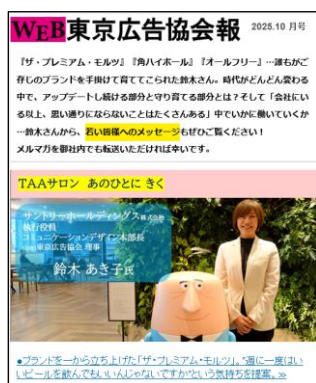 WEB東京広告協会報 2025.10 月号
『ザ・プレミアム・モルツ』『角ハイボール』『オールフリー』…誰もがご
存じのブランドを手掛けて育ててこられた鈴木さん。時代がどんどん変わる
中で、アップデートし続ける部分と守り育てる部分とは?そして「会社にい
る以上、思い通りにならないことはたくさんある」中でいかに働いていくか
…鈴木さんから、若い皆様へのメッセージもぜひご覧ください!
メルマガを御社内でも転送いただければ幸いです。
TAAサロン あのひとに きく
サントリーホールディングス株式会社
執行役員
コミュニケーションデザイン本部長
東京広告協会 理事
鈴木 あき子氏
●ブランドを一から立ち上げた「ザ・プレミアム・モルツ」。"週に一度はい
いビールを飲んでもいいんじゃないですか"という気持ちを提案。≫